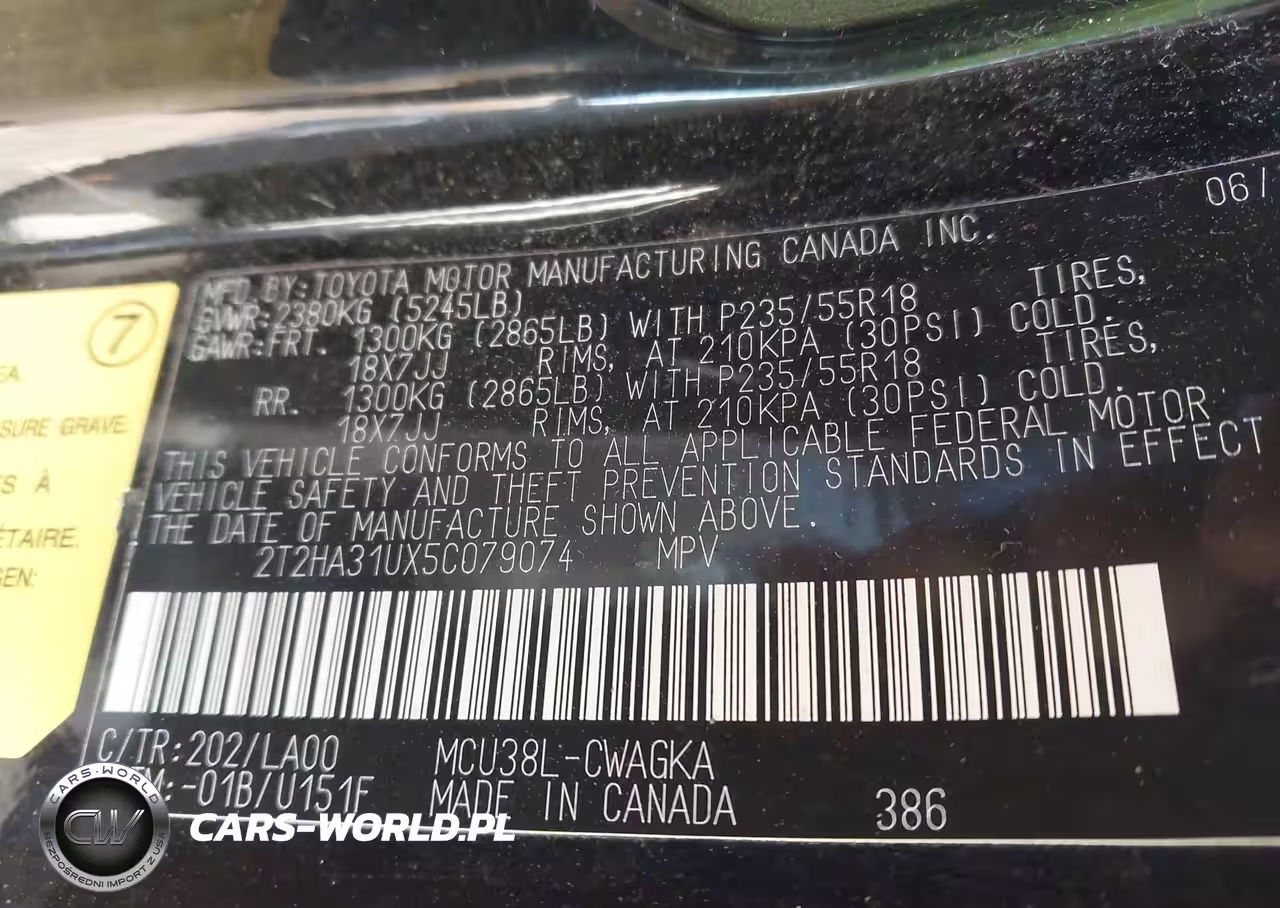 06/
MFD BY: TOYOTA MOTOR MANUFACTURING CANADA INC.
GVWR: 2380KG (5245LB)
GAWR: FRT. 1300KG (2865LB) WITH P235/55R18 TIRES,
18X7JJ RIMS, AT 210KPA (30PSI) COLD.
RR. 1300KG (2865LB) WITH P235/55R18 TIRES,
18X7JJ RIMS, AT 210KPA (30PSI) COLD.
THIS VEHICLE CONFORMS TO ALL APPLICABLE FEDERAL MOTOR
VEHICLE SAFETY AND THEFT PREVENTION STANDARDS IN EFFECT
THE DATE OF MANUFACTURE SHOWN ABOVE.
2T2HA31UX5C079074 MPV
C/TR: 202/LA00 MCU38L-CWAGKA
-01B/U151F MADE IN CANADA 386
7
SURE GRAVE
S À
ÉTAIRE.
EN:
CARS-WORLD
CW
BEZPOŚREDNI IMPORT Z USA
CARS-WORLD.PL